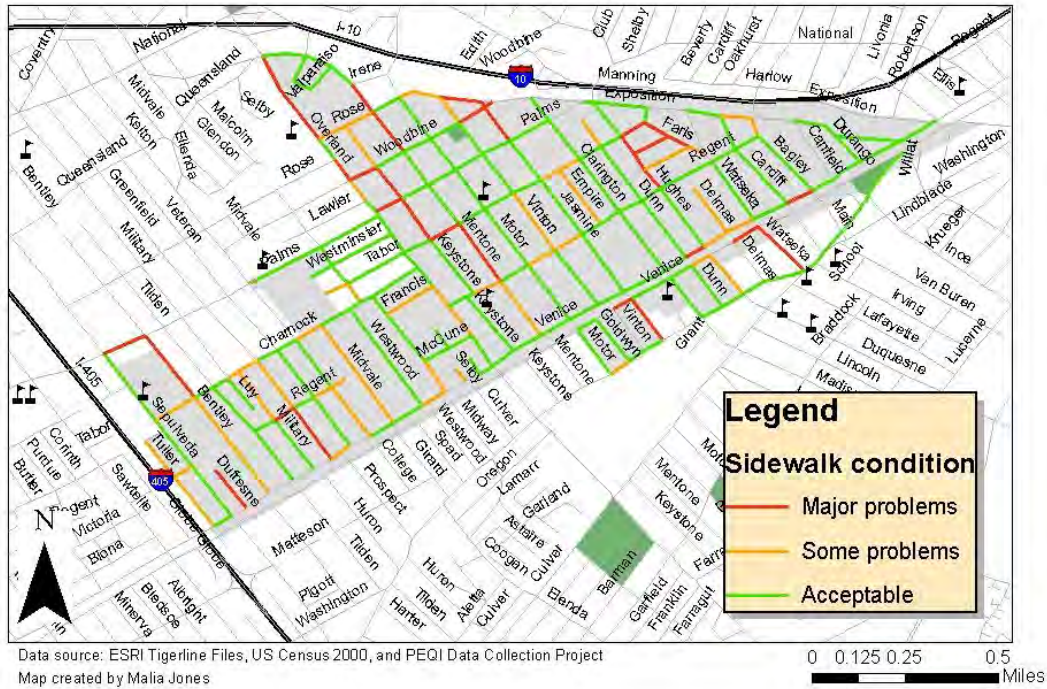 Coventry
National
I-10
Edith
Woodbine
Club
Shelby
Beverly
Cardiff
Oakhurst
National
Livonia
Robertson
Regent
Queensland
Valparaiso
Irene
10
Manning
Harlow
Exposition
Exposition
Ellis
Midvale
Kelton
Selby
Malcolm
Glendon
Ellenda
Overland
Rose
Woodbine
Palms
Faris
Regent
Durango
Canfield
Bagley
Cardiff
Watseka
Willat
Washington
Queensland
Bentley
Rose
Lawler
Midvale
Veteran
Greenfield
Military
Clarington
Dunn
Hughes
Delmas
Empire
Jasmine
Vinton
Motor
Mentone
Keystone
Main
Lindblade
Krueger
Ince
Palms
Westminster
Tabor
Tilden
Watseka
Delmas
School
Van Buren
Francis
Venice
Dunn
Irving
Lafayette
Duquesne
Lucerne
Charnock
Keystone
Venice
Vinton
Goldwyn
Motor
Grant
Braddock
Lincoln
Madis
McCune
Westwood
Midvale
Selby
Mentone
Keystone
I-405
Bentley
Luy
Regent
Military
Sepulveda
Tuller
Dufresne
Culver
Midway
Westwood
Spad
Girard
College
Prospect
Oregon
Lamarr
Garland
Tabor
Corinth
Purdue
Butler
Sawtelle
405
Globe
Globe
Regent
Victoria
Biona
Matteson
Huron
Tilden
Astaire
Coogan
Culver
Barman
Elenda
Mentone
Keystone
Farre
Garfield
Franklin
Farragut
Pigott
Washington
Huron
Tilden
Harter
Aletta
Culver
Albright
Bledsoe
Minerva
N
Legend
Sidewalk condition
Major problems
Some problems
Acceptable
Data source: ESRI Tigerline Files, US Census 2000, and PEQI Data Collection Project
Map created by Malia Jones
0 0.125 0.25 0.5
Miles